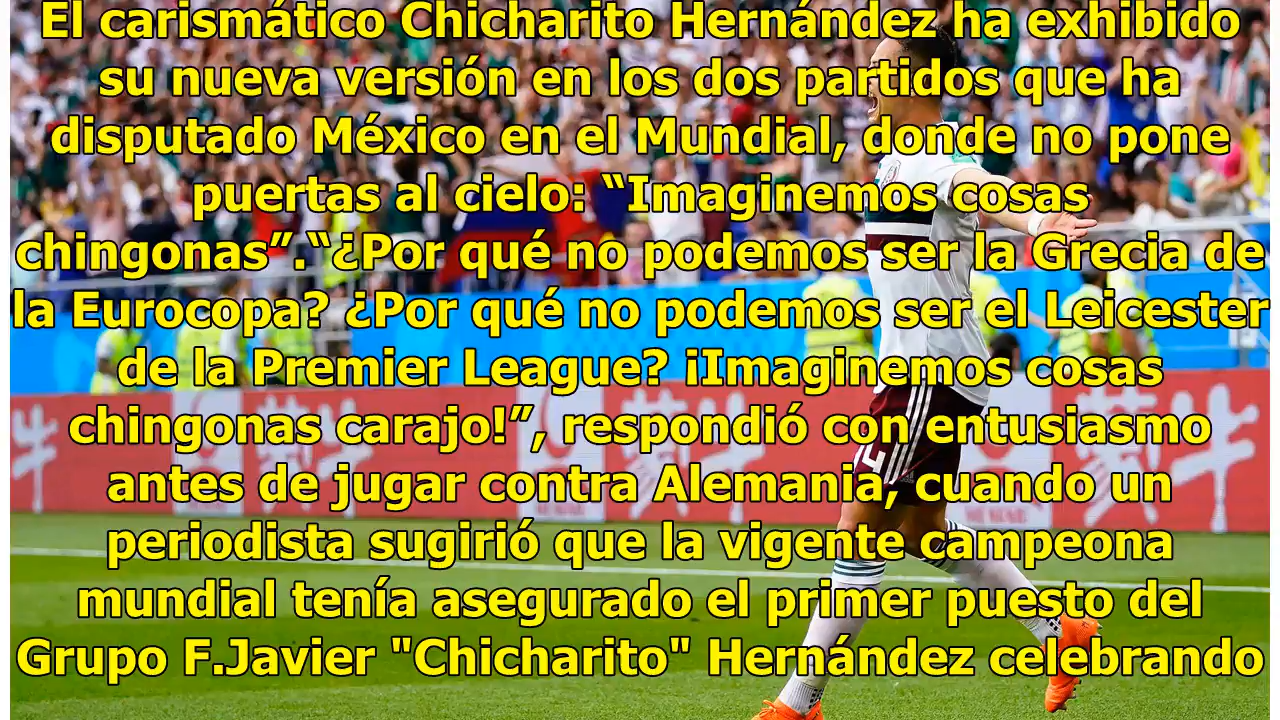 El carismático Chicharito Hernández ha exhibido
su nueva versión en los dos partidos que ha
disputado México en el Mundial, donde no pone
puertas al cielo: “Imaginemos cosas
chingonas”.“¿Por qué no podemos ser la Grecia de
la Eurocopa? ¿Por qué no podemos ser el Leicester
de la Premier League? ¡Imaginemos cosas
chingonas carajo!”, respondió con entusiasmo
antes de jugar contra Alemania, cuando un
periodista sugirió que la vigente campeona
mundial tenía asegurado el primer puesto del
Grupo F.Javier "Chicharito" Hernández celebrando